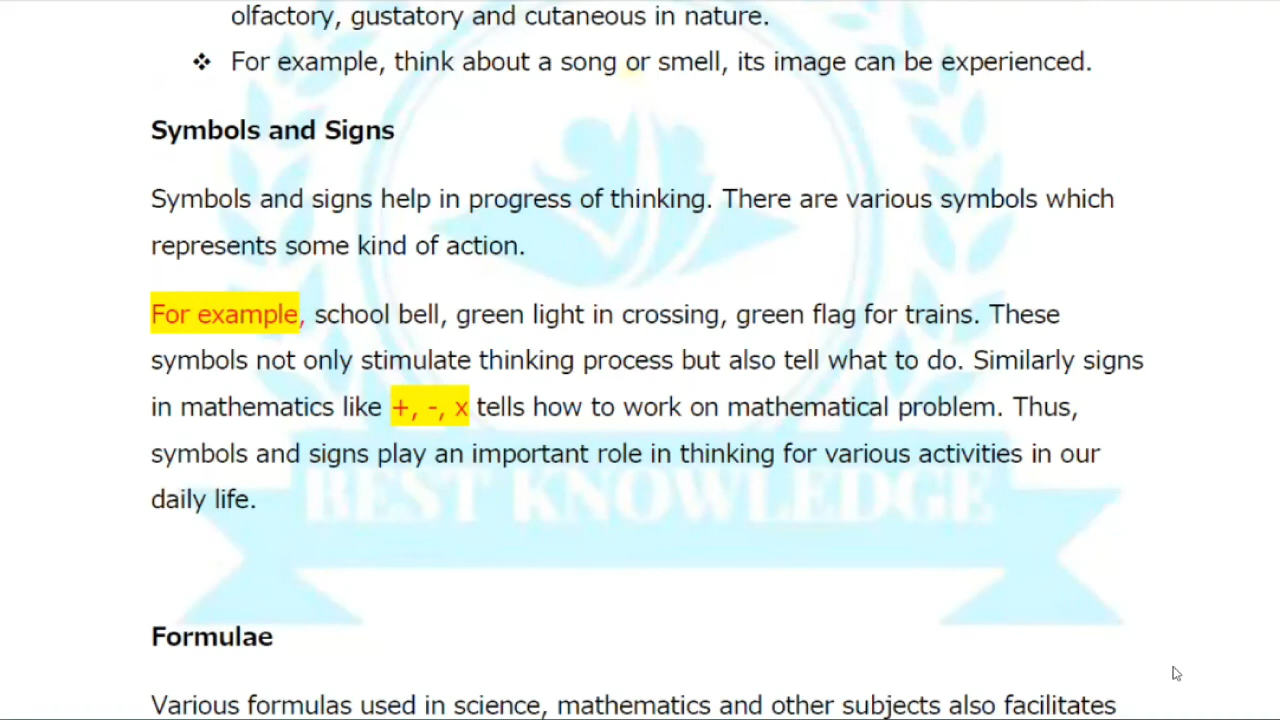 olfactory, gustatory and cutaneous in nature.
❖ For example, think about a song or smell, its image can be experienced.
Symbols and Signs
Symbols and signs help in progress of thinking. There are various symbols which
represents some kind of action.
For example, school bell, green light in crossing, green flag for trains. These
symbols not only stimulate thinking process but also tell what to do. Similarly signs
in mathematics like +, -, x tells how to work on mathematical problem. Thus,
symbols and signs play an important role in thinking for various activities in our
daily life.
BEST KNOWLEDGE
Formulae
Various formulas used in science, mathematics and other subjects also facilitates